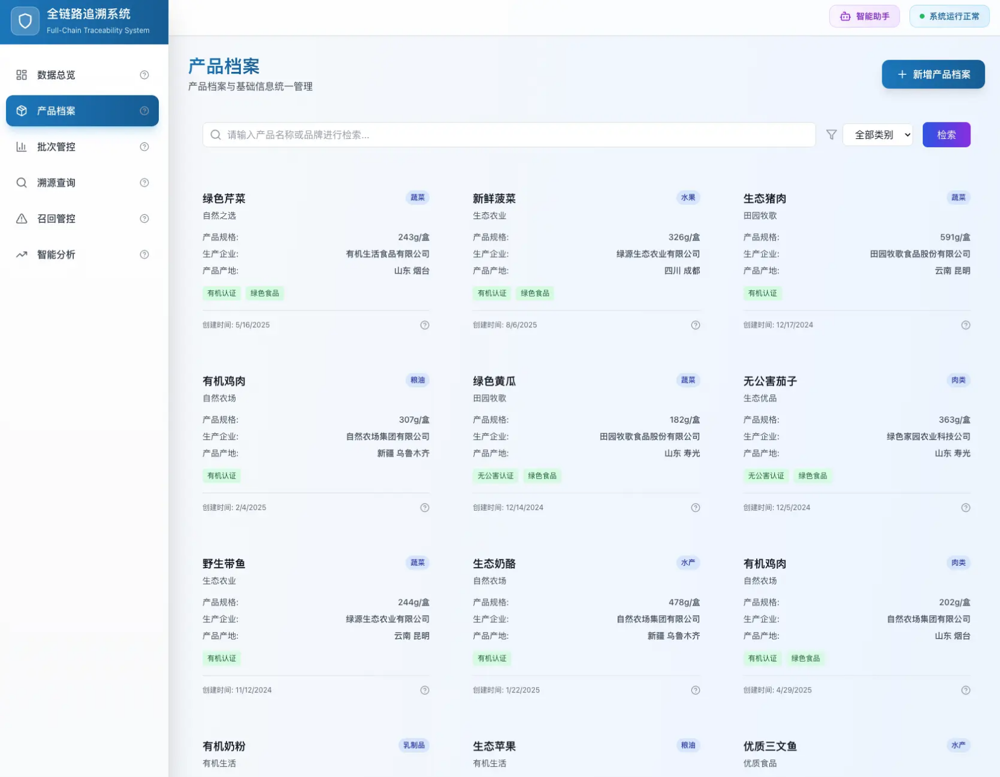 全链路追溯系统
Full-Chain Traceability System
智能助手
系统运行正常
数据总览
产品档案
批次管控
溯源查询
召回管控
智能分析
产品档案
产品档案与基础信息统一管理
新增产品档案
请输入产品名称或品牌进行检索...
全部类别
检索
绿色芹菜 蔬菜
自然之选
产品规格: 243g/盒
生产企业: 有机生活食品有限公司
产品产地: 山东 烟台
有机认证 绿色食品
创建时间: 5/16/2025
新鲜菠菜 水果
生态农业
产品规格: 326g/盒
生产企业: 绿源生态农业有限公司
产品产地: 四川 成都
有机认证 绿色食品
创建时间: 8/6/2025
生态猪肉 蔬菜
田园牧歌
产品规格: 591g/盒
生产企业: 田园牧歌食品股份有限公司
产品产地: 云南 昆明
有机认证
创建时间: 12/17/2024
有机鸡肉 粮油
自然农场
产品规格: 307g/盒
生产企业: 自然农场集团有限公司
产品产地: 新疆 乌鲁木齐
有机认证
创建时间: 2/4/2025
绿色黄瓜 蔬菜
田园牧歌
产品规格: 182g/盒
生产企业: 田园牧歌食品股份有限公司
产品产地: 山东 寿光
无公害认证 绿色食品
创建时间: 12/14/2024
无公害茄子 肉类
生态优品
产品规格: 363g/盒
生产企业: 绿色家园农业科技公司
产品产地: 山东 寿光
无公害认证 绿色食品
创建时间: 12/5/2024
野生带鱼 蔬菜
生态农业
产品规格: 244g/盒
生产企业: 绿源生态农业有限公司
产品产地: 云南 昆明
有机认证
创建时间: 11/12/2024
生态奶酪 水产
自然农场
产品规格: 478g/盒
生产企业: 自然农场集团有限公司
产品产地: 新疆 乌鲁木齐
有机认证
创建时间: 1/22/2025
有机鸡肉 肉类
自然农场
产品规格: 202g/盒
生产企业: 自然农场集团有限公司
产品产地: 山东 烟台
有机认证 绿色食品
创建时间: 4/29/2025
有机奶粉 乳制品
有机生活
生态苹果 粮油
有机生活
优质三文鱼 水产
优质食品